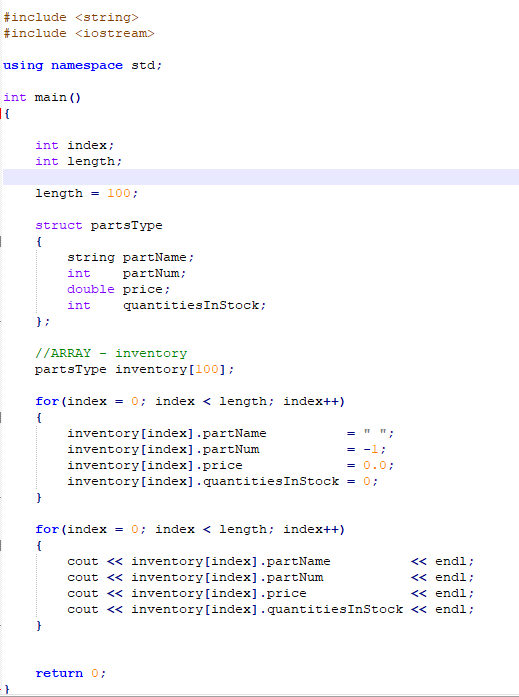 #include <string>
#include <iostream>

using namespace std;

int main()
{

    int index;
    int length;

    length = 100;

    struct partsType
    {
        string partName;
        int    partNum;
        double price;
        int    quantitiesInStock;
    };

    //ARRAY - inventory
    partsType inventory[100];

    for(index = 0; index < length; index++)
    {
        inventory[index].partName          = " ";
        inventory[index].partNum           = -1;
        inventory[index].price             = 0.0;
        inventory[index].quantitiesInStock = 0;
    }

    for(index = 0; index < length; index++)
    {
        cout << inventory[index].partName          << endl;
        cout << inventory[index].partNum           << endl;
        cout << inventory[index].price             << endl;
        cout << inventory[index].quantitiesInStock << endl;
    }


    return 0;
}